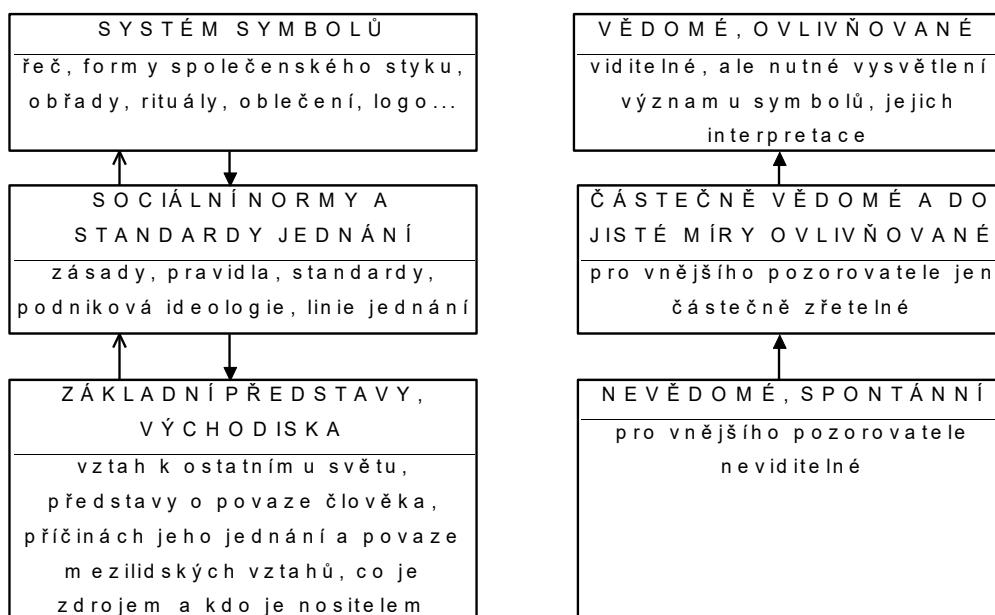 SYSTÉM SYMBOLŮ
řeč, formy společenského styku,
obřady, rituály, oblečení, logo...
SOCIÁLNÍ NORMY A
STANDARDY JEDNÁNÍ
zásady, pravidla, standardy,
podniková ideologie, linie jednání
ZÁKLADNÍ PŘEDSTAVY,
VÝCHODISKA
vztah k ostatnímu světu,
představy o povaze člověka,
příčinách jeho jednání a povaze
mezilidských vztahů, co je
zdrojem a kdo je nositelem
VĚDOMÉ, OVLIVŇOVANÉ
viditelné, ale nutné vysvětlení
významu symbolů, jejich
interpretace
ČÁSTEČNĚ VĚDOMÉ A DO
JISTÉ MÍRY OVLIVŇOVANÉ
pro vnějšího pozorovatele jen
částečně zřetelné
NEVĚDOMÉ, SPONTÁNNÍ
pro vnějšího pozorovatele
neviditelné